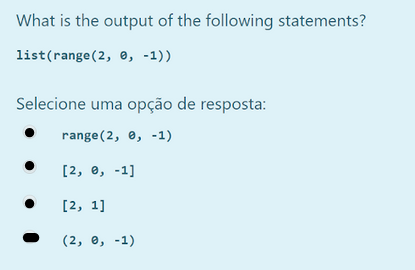 What is the output of the following statements?
list(range(2, 0, -1))
Selecione uma opção de resposta:
range(2, 0, -1)
[2, 0, -1]
[2, 1]
(2, 0, -1)